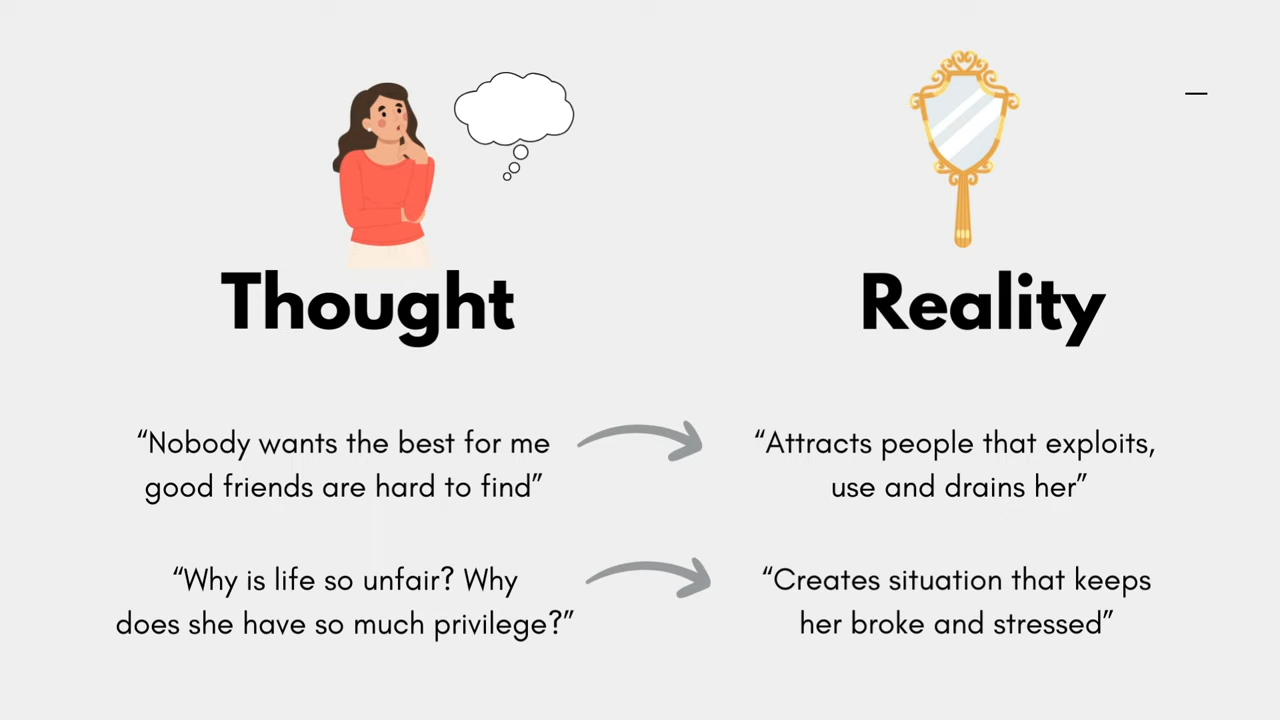 Thought
Reality
“Nobody wants the best for me
good friends are hard to find”
“Attracts people that exploits,
use and drains her”
“Why is life so unfair? Why
does she have so much privilege?”
“Creates situation that keeps
her broke and stressed”